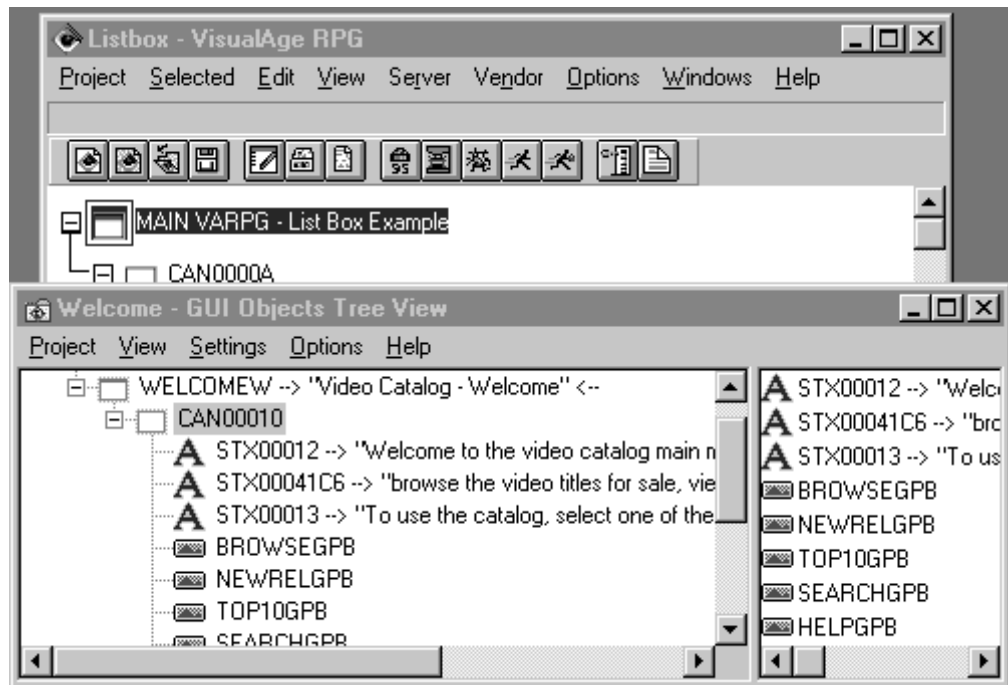 Listbox - VisualAge RPG
Project Selected Edit View Server Vendor Options Windows Help
95
MAIN VARPG - List Box Example
CAN0000A
Welcome - GUI Objects Tree View
Project View Settings Options Help
WELCOMEW --> "Video Catalog - Welcome" <--
CAN00010
A STX00012 --> "Welcome to the video catalog main n
A STX00041C6 --> "browse the video titles for sale, vie
A STX00013 --> "To use the catalog, select one of the
BROWSEGPB
NEWRELGPB
TOP10GPB
SEARCHGPB
A STX00012 --> "Welc
A STX00041C6 --> "bro
A STX00013 --> "To us
BROWSEGPB
NEWRELGPB
TOP10GPB
SEARCHGPB
HELPGPB